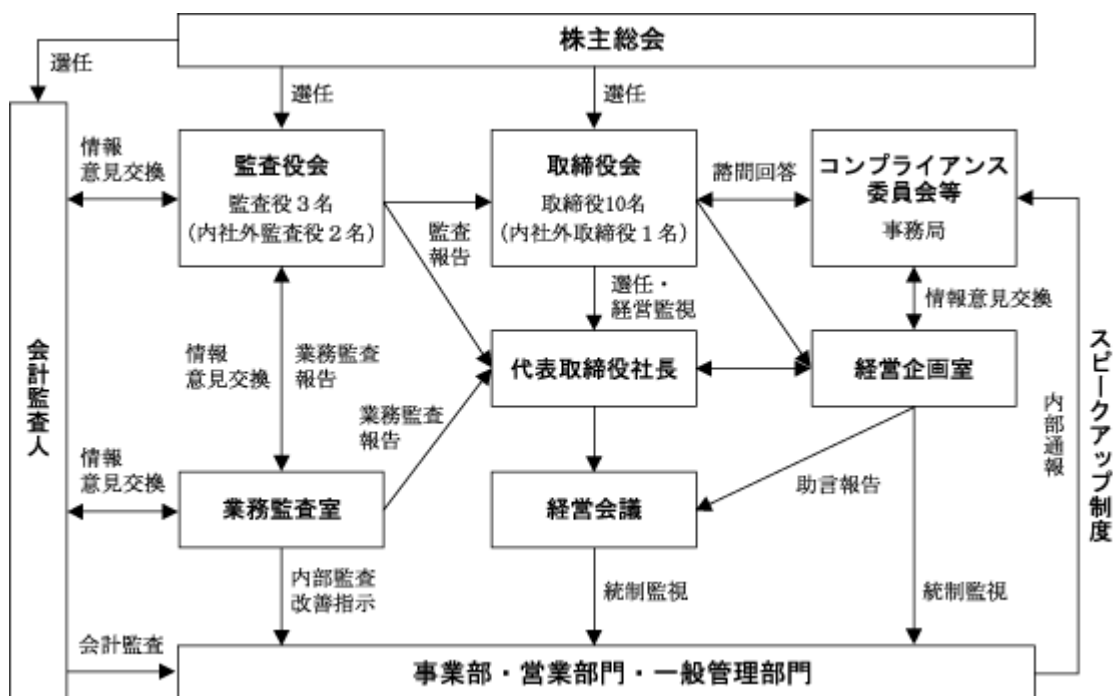 株主総会
選任
選任
選任
情報
意見交換
監査役会
監査役3名
(内社外監査役2名)
監査
報告
取締役会
取締役10名
(内社外取締役1名)
諮問回答
コンプライアンス
委員会等
事務局
選任・
経営監視
情報意見交換
会計監査人
情報
意見交換
業務監査
報告
代表取締役社長
経営企画室
スピークアップ制度
内部通報
業務監査
報告
情報
意見交換
業務監査室
経営会議
助言報告
内部監査
改善指示
統制監視
統制監視
会計監査
事業部・営業部門・一般管理部門